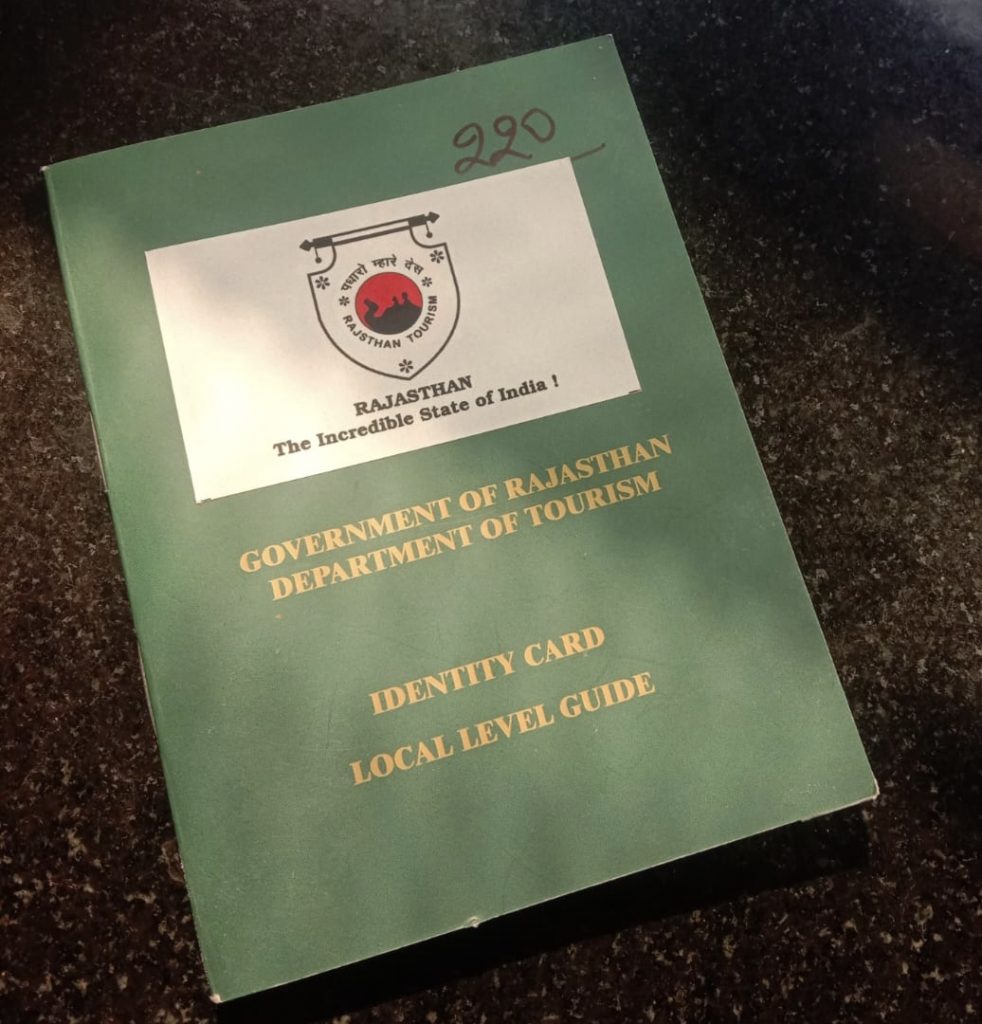 220
पधारो म्हारे देस
RAJSTHAN TOURISM
RAJASTHAN
The Incredible State of India !
GOVERNMENT OF RAJASTHAN
DEPARTMENT OF TOURISM
IDENTITY CARD
LOCAL LEVEL GUIDE